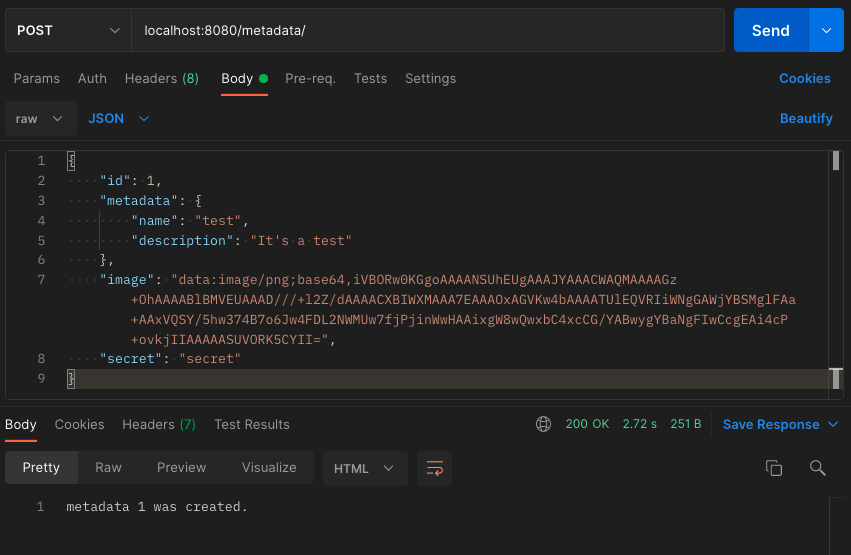 POST localhost:8080/metadata/ Send
Params Auth Headers (8) Body Pre-req. Tests Settings Cookies
raw JSON Beautify
1 {
2 "id": 1,
3 "metadata": {
4 "name": "test",
5 "description": "It's a test"
6 },
7 "image": "data:image/png;base64,iVBORw0KGgoAAAANSUhEUgAAAJYAAACWAQMAAAAGz
+OhAAAABlBMVEUAAAD///+l2Z/dAAAACXBIWXMAAA7EAAAOxAGVKw4bAAAATUlEQVRIiWNgGAWjYBSMglFAa
+AAxVQSY/5hw374B7o6Jw4FDL2NWMUw7fjPjinWwHAAixgW8wQwxbC4xcCG/YABwygYBaNgFIwCcgEAi4cP
+ovkjIIAAAAASUVORK5CYII=",
8 "secret": "secret"
9 }
Body Cookies Headers (7) Test Results 200 OK 2.72 s 251 B Save Response
Pretty Raw Preview Visualize HTML
1 metadata 1 was created.